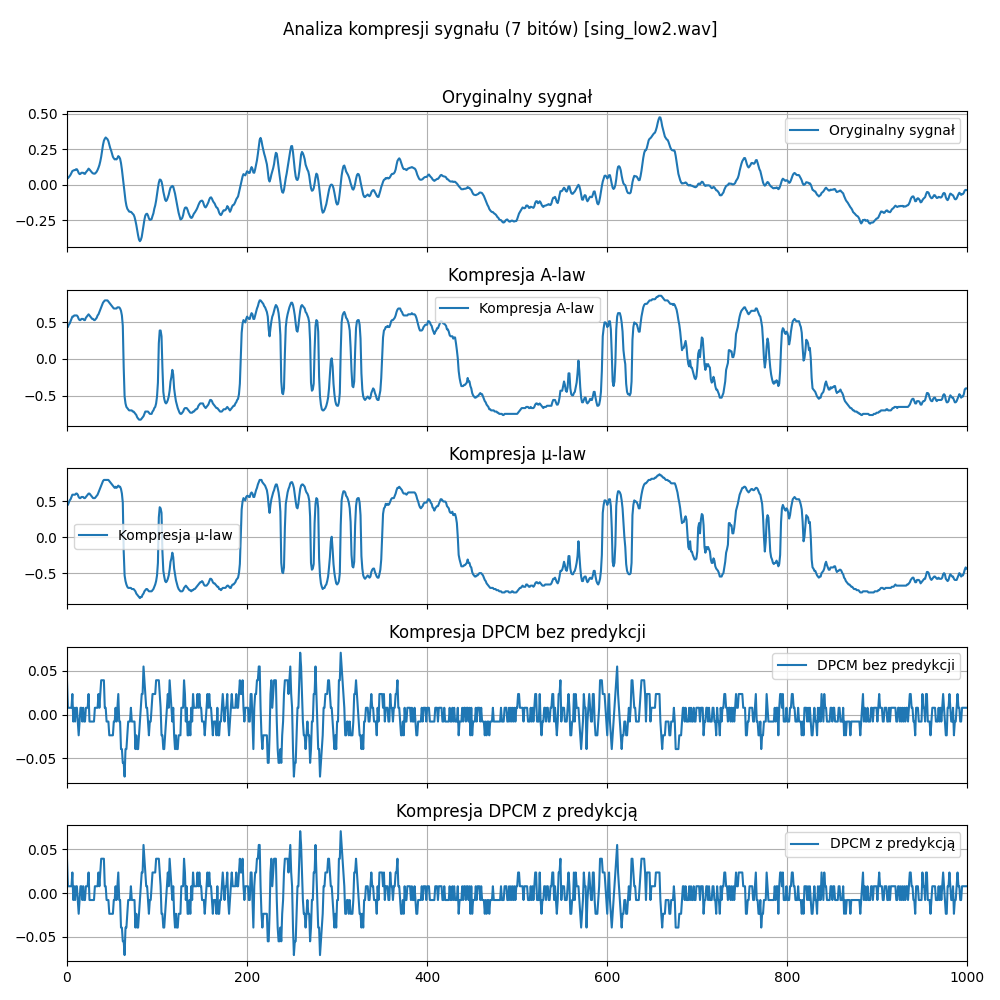 Analiza kompresji sygnału (7 bitów) [sing_low2.wav]
Oryginalny sygnał
0.50
0.25
0.00
−0.25
Oryginalny sygnał
Kompresja A-law
0.5
0.0
−0.5
Kompresja A-law
Kompresja μ-law
0.5
0.0
−0.5
Kompresja μ-law
Kompresja DPCM bez predykcji
0.05
0.00
−0.05
DPCM bez predykcji
Kompresja DPCM z predykcją
0.05
0.00
−0.05
DPCM z predykcją
0 200 400 600 800 1000